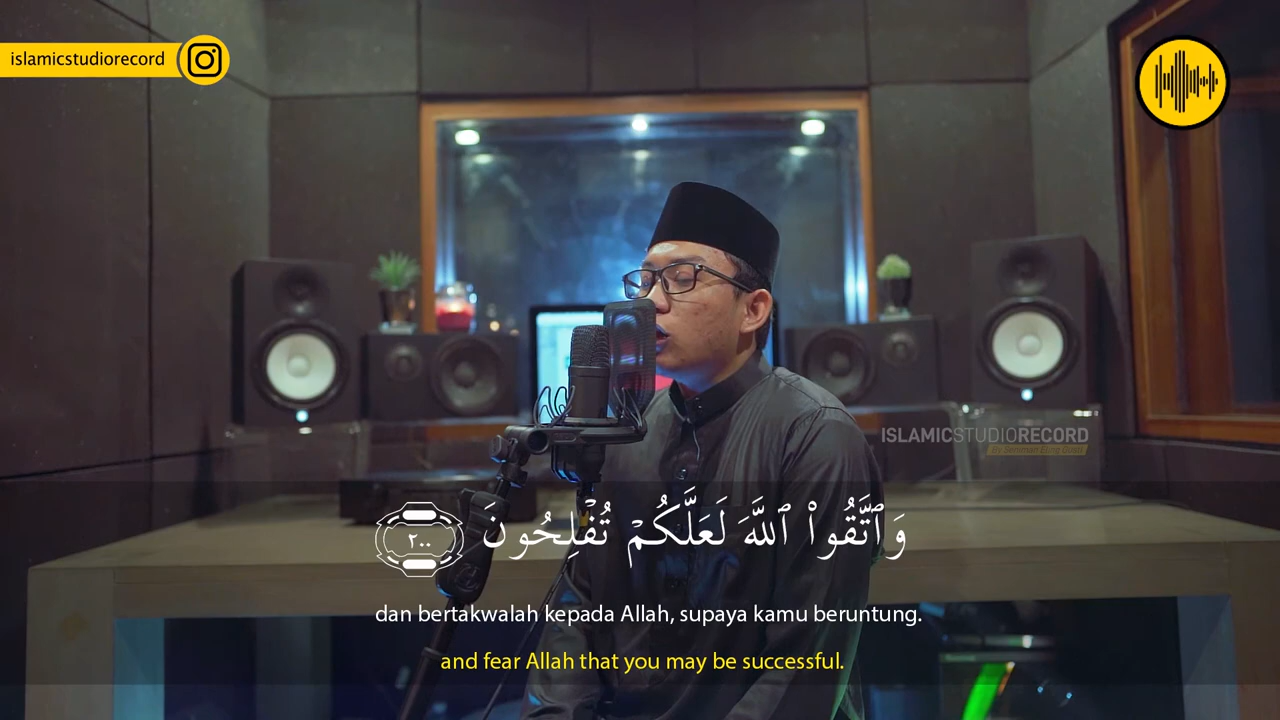 islamicstudiorecord
ISLAMICSTUDIORECORD
وَٱتَّقُوا۟ ٱللَّهَ لَعَلَّكُمْ تُفْلِحُونَ ٢٠٠
dan bertakwalah kepada Allah, supaya kamu beruntung.
and fear Allah that you may be successful.